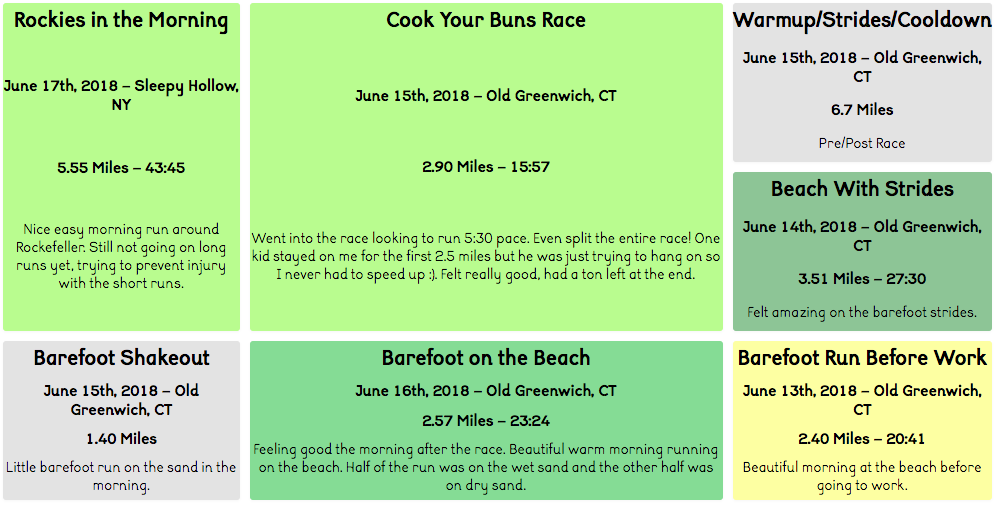 Rockies in the Morning
June 17th, 2018 – Sleepy Hollow,
NY
5.55 Miles – 43:45
Nice easy morning run around
Rockefeller. Still not going on long
runs yet, trying to prevent injury
with the short runs.
Cook Your Buns Race
June 15th, 2018 – Old Greenwich, CT
2.90 Miles – 15:57
Went into the race looking to run 5:30 pace. Even split the entire race! One
kid stayed on me for the first 2.5 miles but he was just trying to hang on so
I never had to speed up :). Felt really good, had a ton left at the end.
Warmup/Strides/Cooldown
June 15th, 2018 – Old Greenwich,
CT
6.7 Miles
Pre/Post Race
Beach With Strides
June 14th, 2018 – Old Greenwich,
CT
3.51 Miles – 27:30
Felt amazing on the barefoot strides.
Barefoot Shakeout
June 15th, 2018 – Old
Greenwich, CT
1.40 Miles
Little barefoot run on the sand in the
morning.
Barefoot on the Beach
June 16th, 2018 – Old Greenwich, CT
2.57 Miles – 23:24
Feeling good the morning after the race. Beautiful warm morning running
on the beach. Half of the run was on the wet sand and the other half was
on dry sand.
Barefoot Run Before Work
June 13th, 2018 – Old Greenwich,
CT
2.40 Miles – 20:41
Beautiful morning at the beach before
going to work.